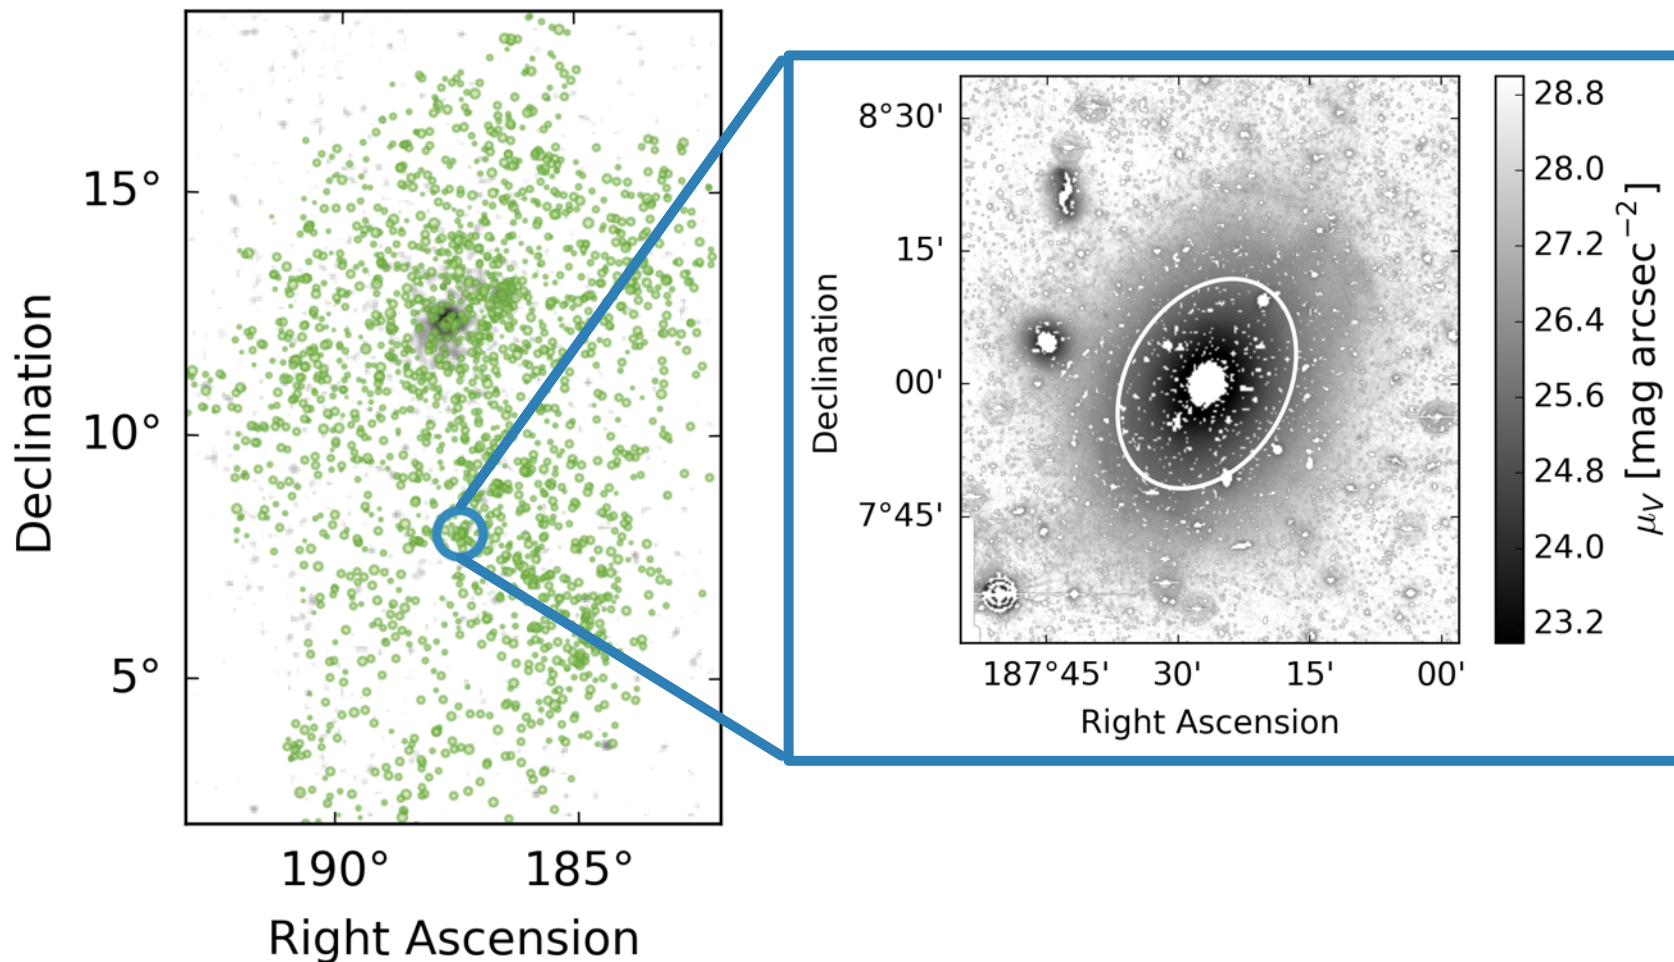 15°
10°
5°
Declination
190° 185°
Right Ascension
8°30'
15'
00'
7°45'
Declination
187°45' 30' 15' 00'
Right Ascension
28.8
28.0
27.2
26.4
25.6
24.8
24.0
23.2
μV [mag arcsec−2]